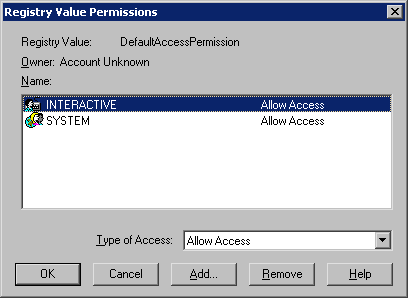 Registry Value Permissions
Registry Value: DefaultAccessPermission
Owner: Account Unknown
Name:
INTERACTIVE Allow Access
SYSTEM Allow Access
Type of Access: Allow Access
OK Cancel Add... Remove Help